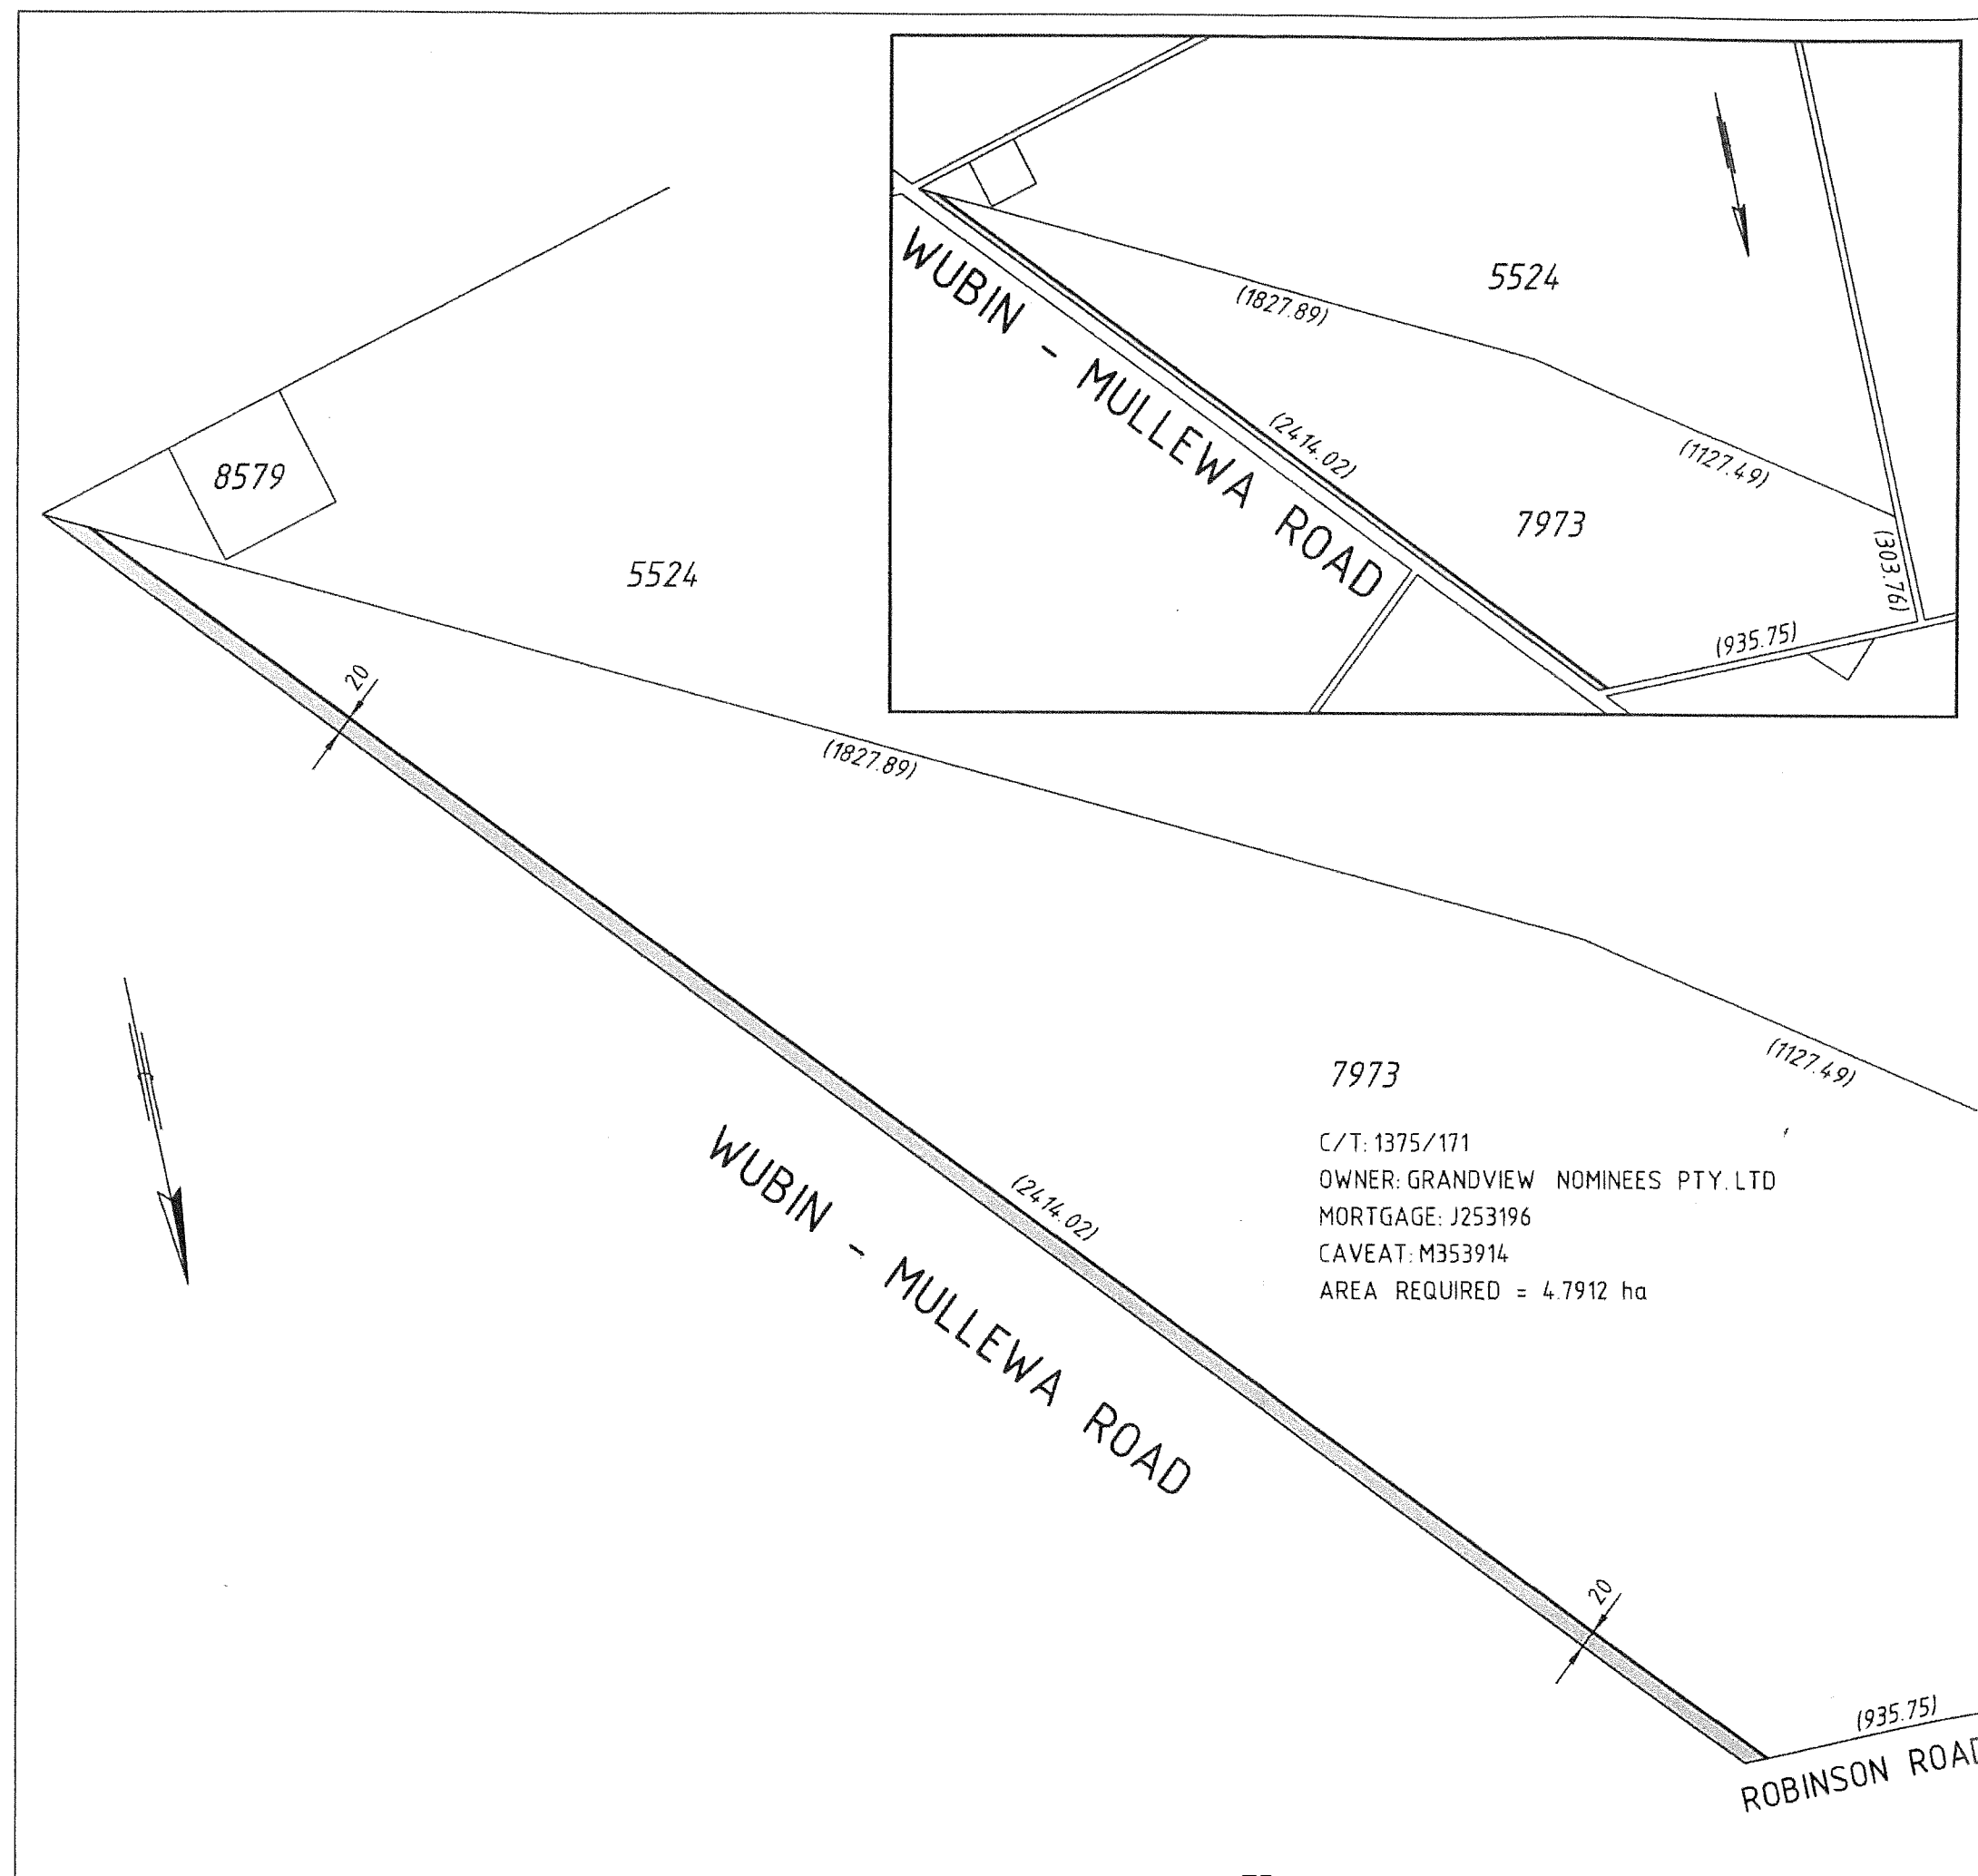 5524
(1827.89)
WUBIN - MULLEWA ROAD
(2414.02)
(1127.49)
7973
(303.76)
(935.75)
8579
5524
20
(1827.89)
(1127.49)
7973
C/T: 1375/171
OWNER: GRANDVIEW NOMINEES PTY. LTD
MORTGAGE: J253196
CAVEAT: M353914
AREA REQUIRED = 4.7912 ha
(2414.02)
WUBIN - MULLEWA ROAD
20
(935.75)
ROBINSON ROAD